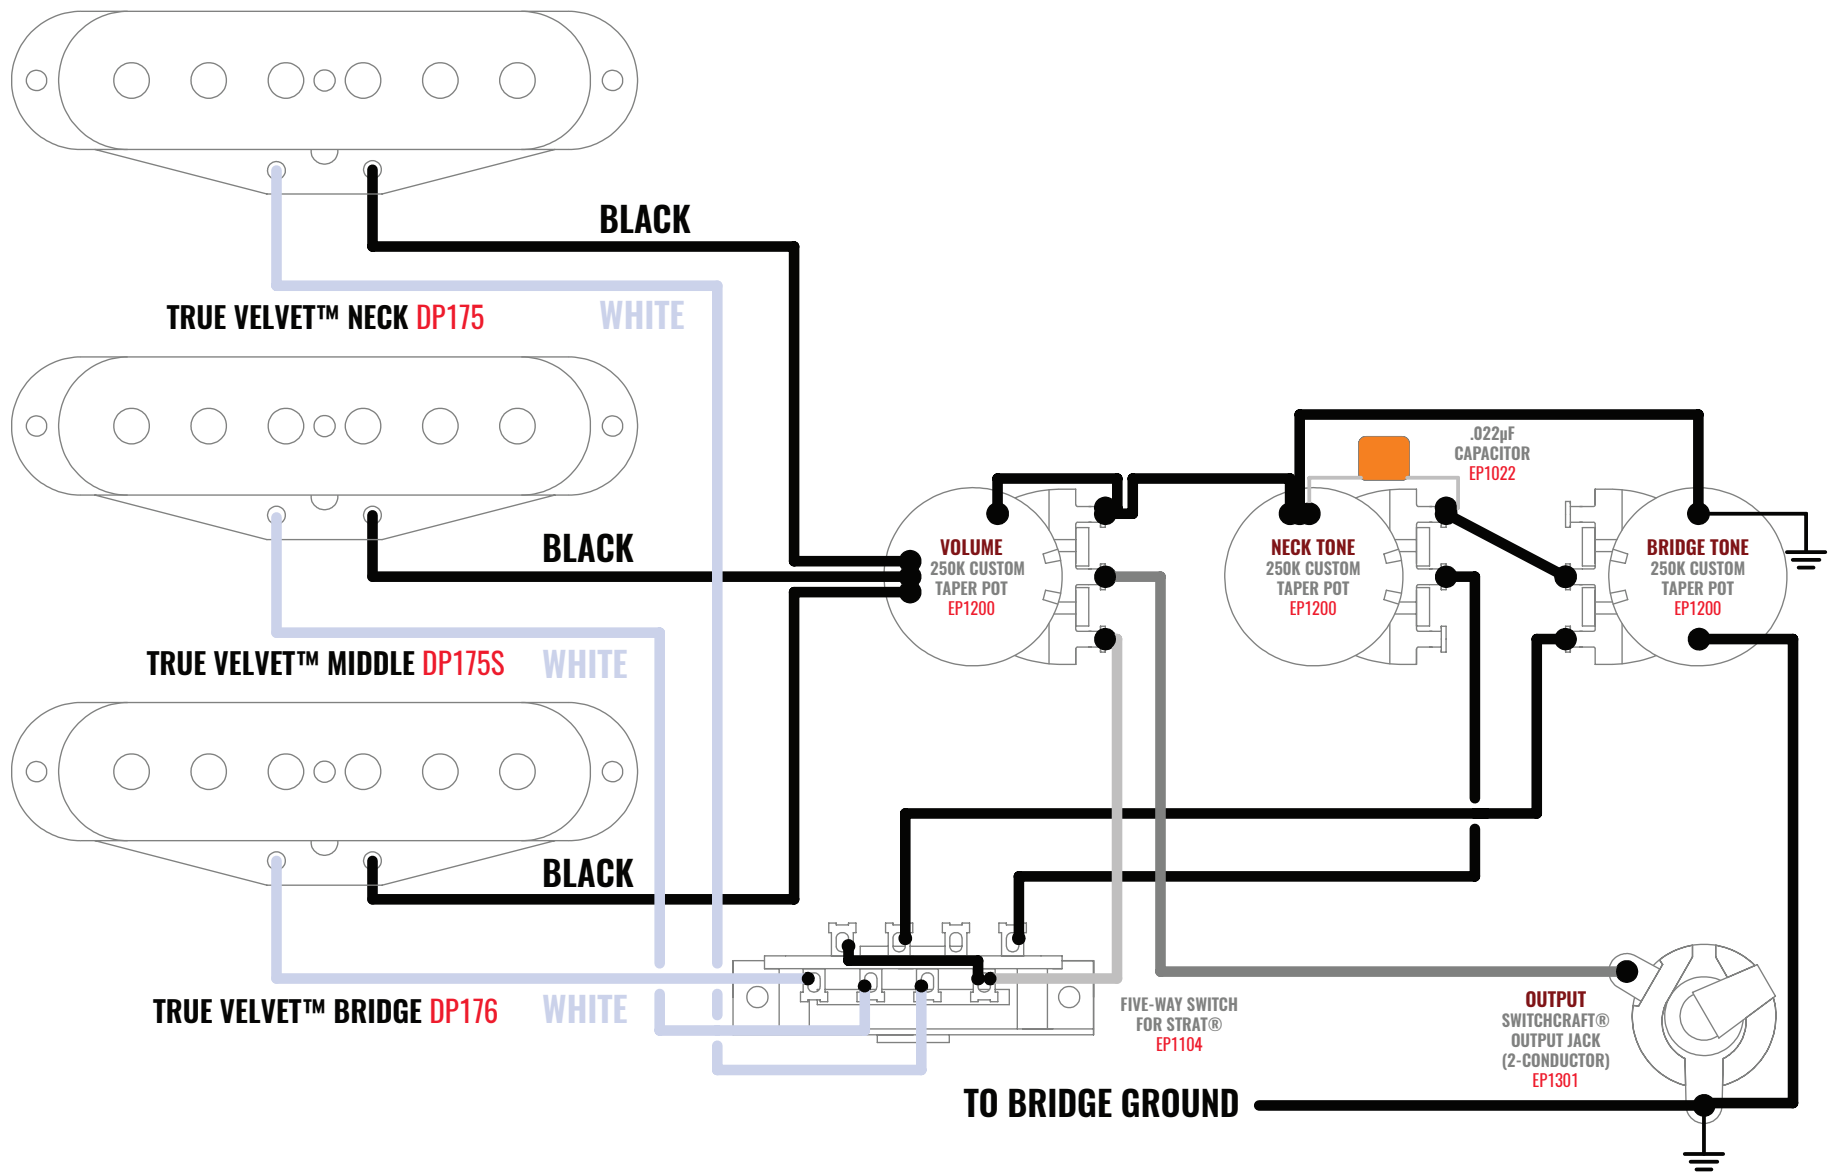 BLACK
TRUE VELVET™ NECK DP175
WHITE
BLACK
TRUE VELVET™ MIDDLE DP175S
WHITE
BLACK
TRUE VELVET™ BRIDGE DP176
WHITE
VOLUME
250K CUSTOM
TAPER POT
EP1200
NECK TONE
250K CUSTOM
TAPER POT
EP1200
.022µF
CAPACITOR
EP1022
BRIDGE TONE
250K CUSTOM
TAPER POT
EP1200
FIVE-WAY SWITCH
FOR STRAT®
EP1104
OUTPUT
SWITCHCRAFT®
OUTPUT JACK
(2-CONDUCTOR)
EP1301
TO BRIDGE GROUND